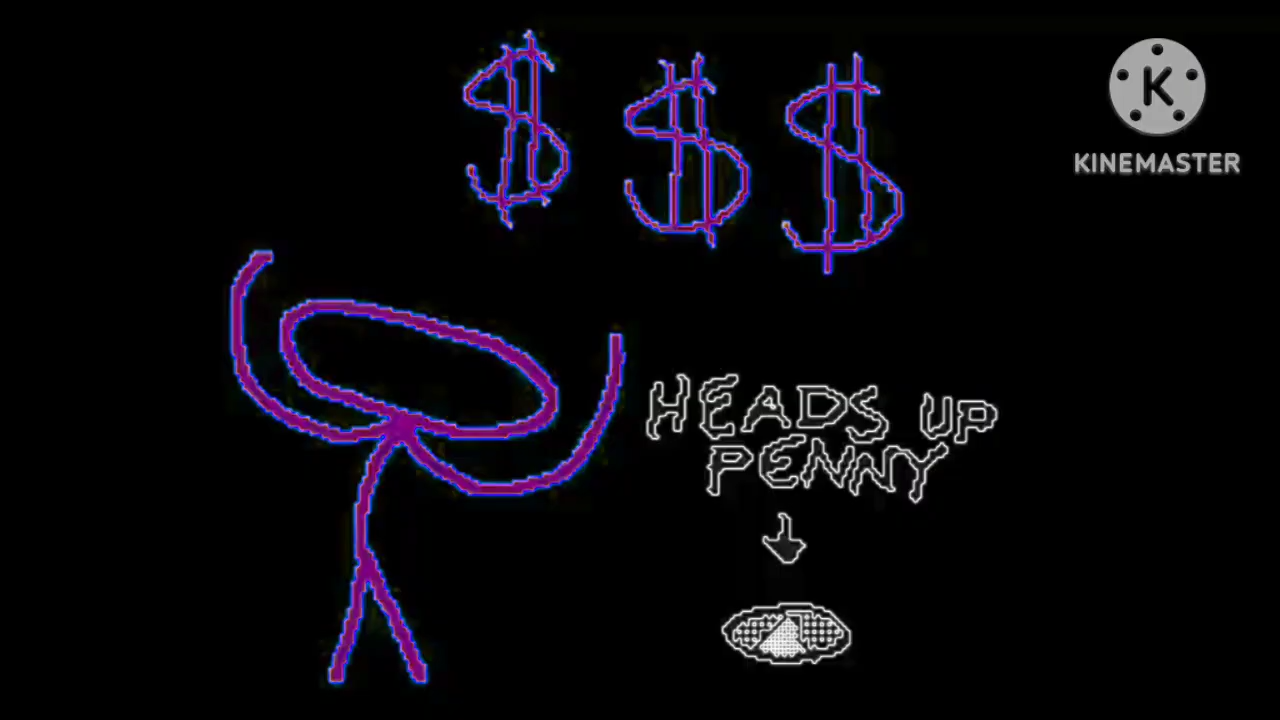 $ $ $
K
KINEMASTER
HEADS UP
PENNY